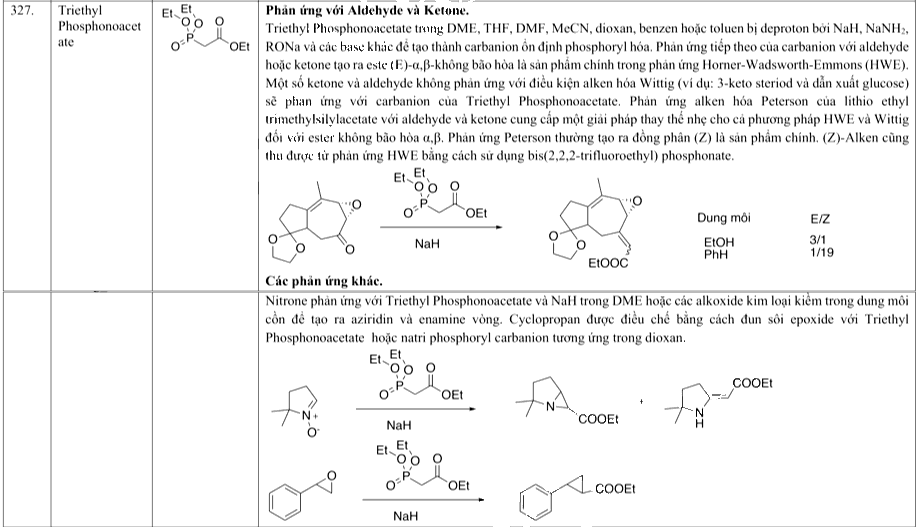 327.
Triethyl
Phosphonoacet
ate
Et
Et
O
O
O
P
O
OEt
Phản ứng với Aldehyde và Ketone.
Triethyl Phosphonoacetate trong DME, THF, DMF, MeCN, dioxan, benzen hoặc toluen bị deproton bởi NaH, NaNH₂,
RONa và các base khác để tạo thành carbanion ổn định phosphoryl hóa. Phản ứng tiếp theo của carbanion với aldehyde
hoặc ketone tạo ra este (E)-α,β-không bão hòa là sản phẩm chính trong phản ứng Horner-Wadsworth-Emmons (HWE).
Một số ketone và aldehyde không phản ứng với điều kiện alken hóa Wittig (ví dụ: 3-keto steriod và dẫn xuất glucose)
sẽ phan ứng với carbanion của Triethyl Phosphonoacetate. Phản ứng alken hóa Peterson của lithio ethyl
trimethylsilylacetate với aldehyde và ketone cung cấp một giải pháp thay thế nhẹ cho cả phương pháp HWE và Wittig
đối với ester không bão hòa α,β. Phản ứng Peterson thường tạo ra đồng phân (Z) là sản phẩm chính. (Z)-Alken cũng
thu được từ phản ứng HWE bằng cách sử dụng bis(2,2,2-trifluoroethyl) phosphonate.
O
O
O
O
Et
Et
O
O
O
P
O
OEt
NaH
O
O
O
EtOOC
Dung môi E/Z
EtOH 3/1
PhH 1/19
Các phản ứng khác.
Nitrone phản ứng với Triethyl Phosphonoacetate và NaH trong DME hoặc các alkoxide kim loại kiềm trong dung môi
cồn để tạo ra aziridin và enamine vòng. Cyclopropan được điều chế bằng cách đun sôi epoxide với Triethyl
Phosphonoacetate hoặc natri phosphoryl carbanion tương ứng trong dioxan.
N+
O-
Et
Et
O
O
O
P
O
OEt
NaH
N
COOEt
+
N
H
COOEt
O
Et
Et
O
O
O
P
O
OEt
NaH
COOEt